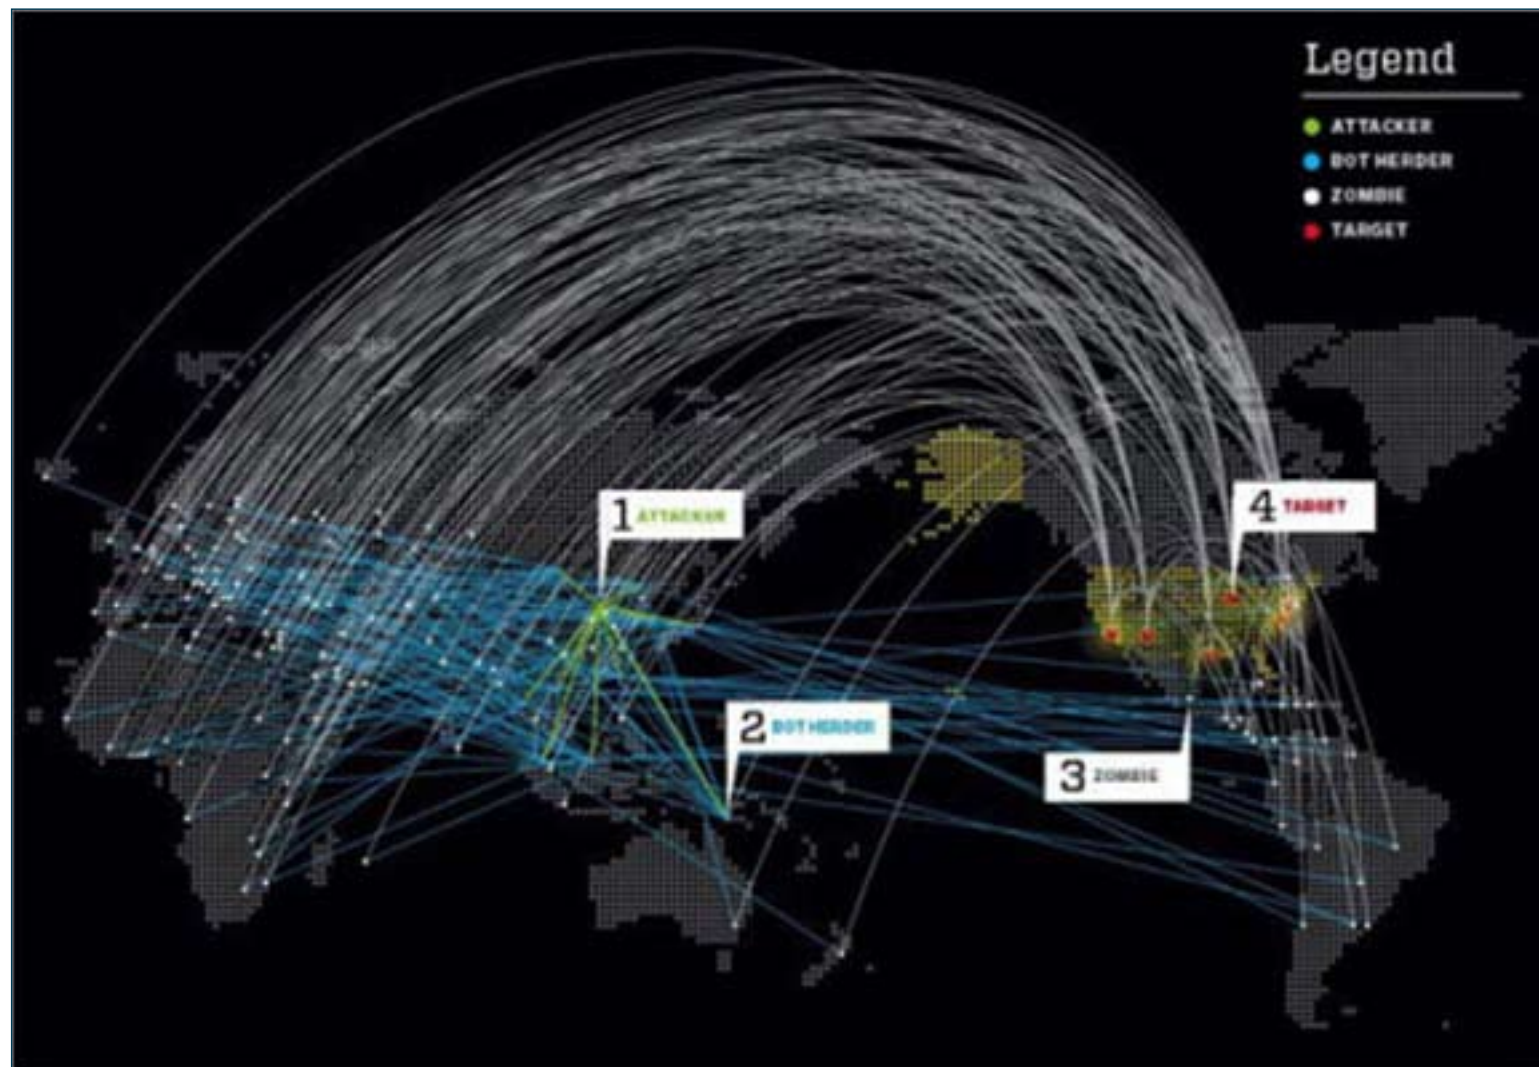 Legend
ATTACKER
BOT HERDER
ZOMBIE
TARGET
1 ATTACKER
4 TARGET
2 BOT HERDER
3 ZOMBIE